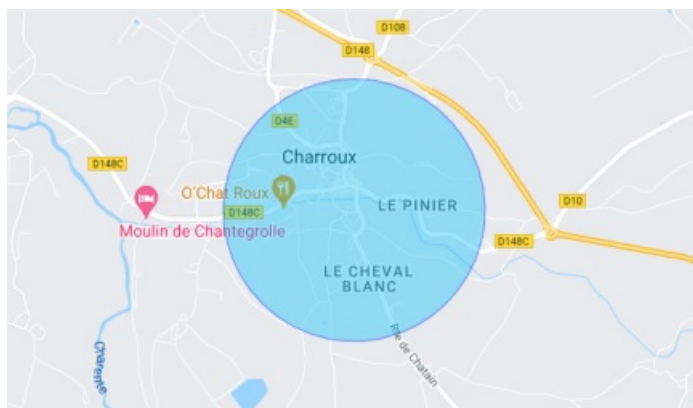 D108
D148
D4E
Charroux
D148C
O'Chat Roux
D10
D148C
LE PINIER
Moulin de Chantegrolle
D148C
LE CHEVAL
BLANC
Rte de Chatain
Charente